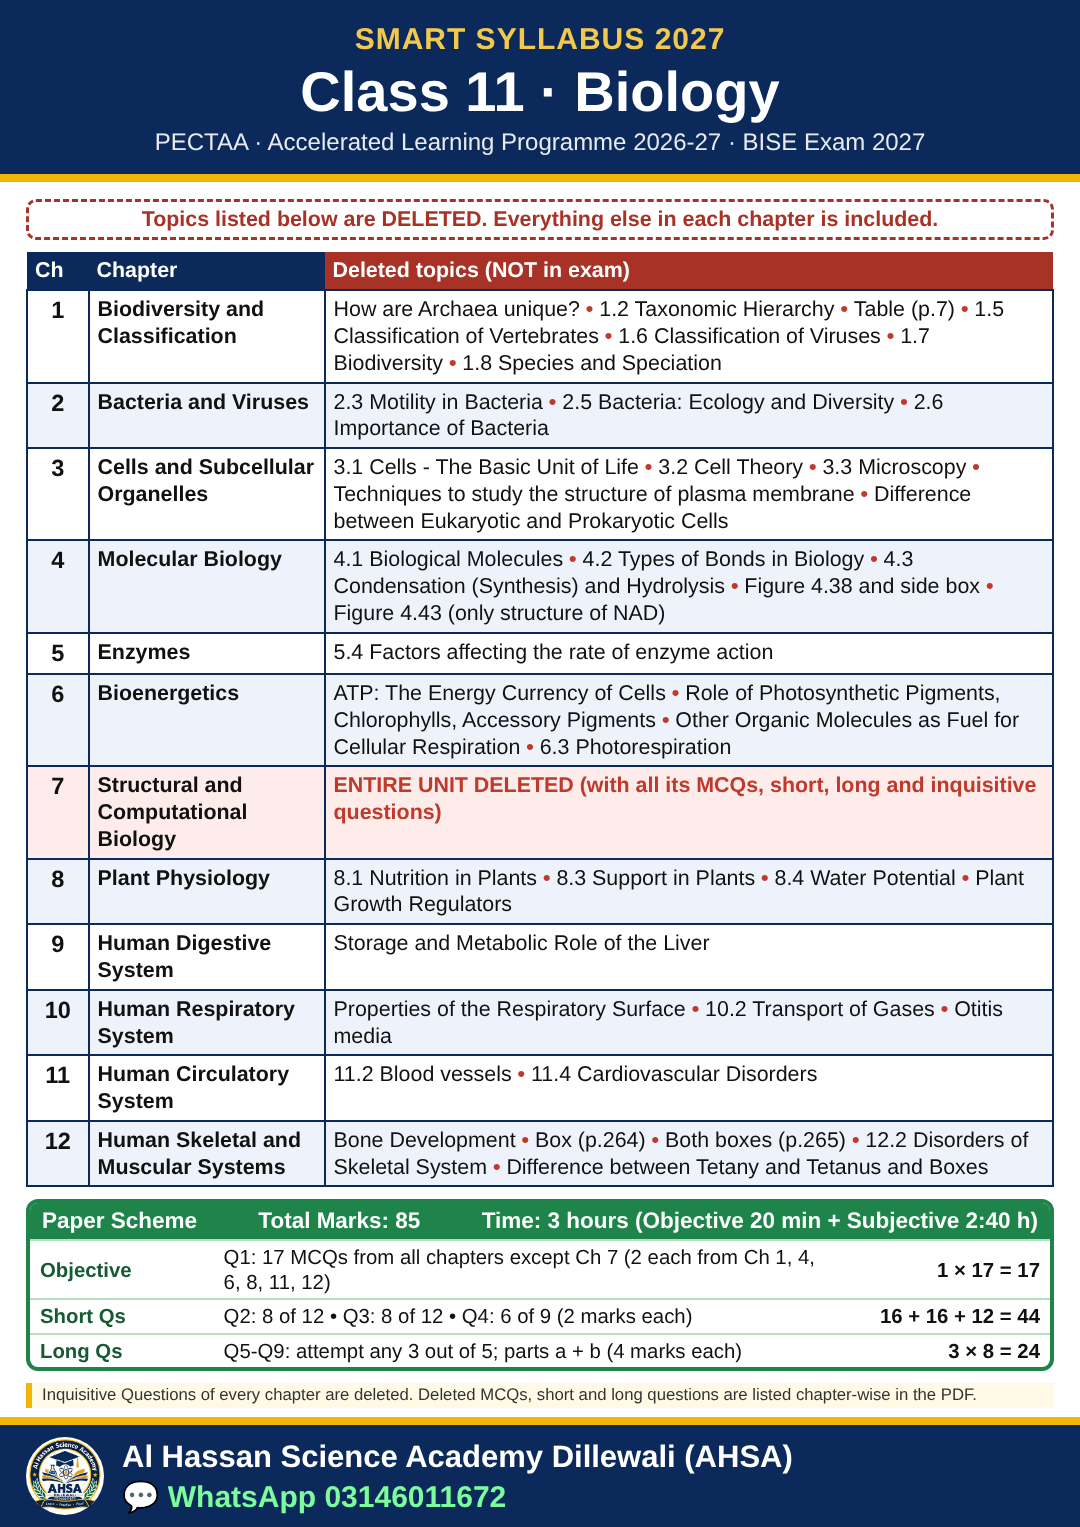 SMART SYLLABUS 2027
Class 11 · Biology
PECTAA · Accelerated Learning Programme 2026-27 · BISE Exam 2027
Topics listed below are DELETED. Everything else in each chapter is included.
Ch Chapter Deleted topics (NOT in exam)
1 Biodiversity and How are Archaea unique? • 1.2 Taxonomic Hierarchy • Table (p.7) • 1.5
Classification Classification of Vertebrates • 1.6 Classification of Viruses • 1.7
Biodiversity • 1.8 Species and Speciation
2 Bacteria and Viruses 2.3 Motility in Bacteria • 2.5 Bacteria: Ecology and Diversity • 2.6
Importance of Bacteria
3 Cells and Subcellular 3.1 Cells - The Basic Unit of Life • 3.2 Cell Theory • 3.3 Microscopy •
Organelles Techniques to study the structure of plasma membrane • Difference
between Eukaryotic and Prokaryotic Cells
4 Molecular Biology 4.1 Biological Molecules • 4.2 Types of Bonds in Biology • 4.3
Condensation (Synthesis) and Hydrolysis • Figure 4.38 and side box •
Figure 4.43 (only structure of NAD)
5 Enzymes 5.4 Factors affecting the rate of enzyme action
6 Bioenergetics ATP: The Energy Currency of Cells • Role of Photosynthetic Pigments,
Chlorophylls, Accessory Pigments • Other Organic Molecules as Fuel for
Cellular Respiration • 6.3 Photorespiration
7 Structural and ENTIRE UNIT DELETED (with all its MCQs, short, long and inquisitive
Computational questions)
Biology
8 Plant Physiology 8.1 Nutrition in Plants • 8.3 Support in Plants • 8.4 Water Potential • Plant
Growth Regulators
9 Human Digestive Storage and Metabolic Role of the Liver
System
10 Human Respiratory Properties of the Respiratory Surface • 10.2 Transport of Gases • Otitis
System media
11 Human Circulatory 11.2 Blood vessels • 11.4 Cardiovascular Disorders
System
12 Human Skeletal and Bone Development • Box (p.264) • Both boxes (p.265) • 12.2 Disorders of
Muscular Systems Skeletal System • Difference between Tetany and Tetanus and Boxes
Paper Scheme Total Marks: 85 Time: 3 hours (Objective 20 min + Subjective 2:40 h)
Objective Q1: 17 MCQs from all chapters except Ch 7 (2 each from Ch 1, 4, 1 × 17 = 17
6, 8, 11, 12)
Short Qs Q2: 8 of 12 • Q3: 8 of 12 • Q4: 6 of 9 (2 marks each) 16 + 16 + 12 = 44
Long Qs Q5-Q9: attempt any 3 out of 5; parts a + b (4 marks each) 3 × 8 = 24
Inquisitive Questions of every chapter are deleted. Deleted MCQs, short and long questions are listed chapter-wise in the PDF.
Al Hassan Science Academy
AHSA
DILLEWALI
Al Hassan Science Academy Dillewali (AHSA)
WhatsApp 03146011672